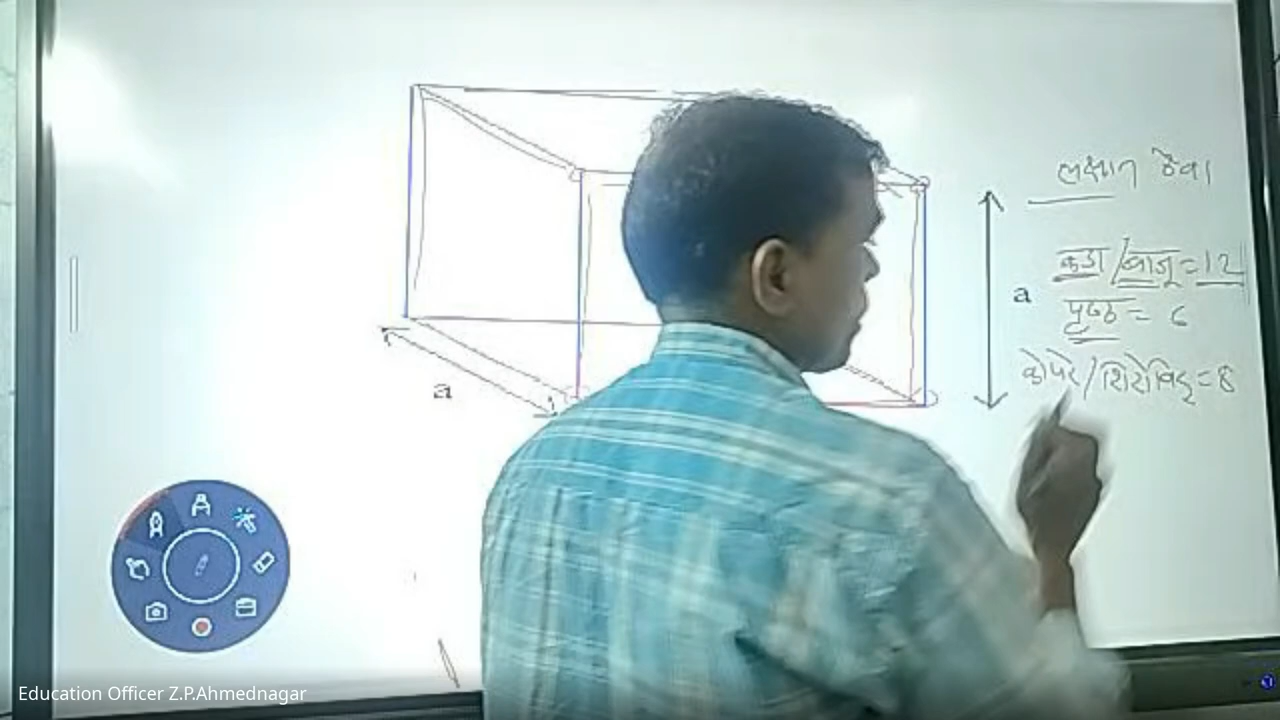 लक्षात ठेवा
कडा/बाजू = 12
a
पृष्ठ = 6
कोपरे/शिरोबिंदू = 8
a
Education Officer Z.P.Ahmednagar